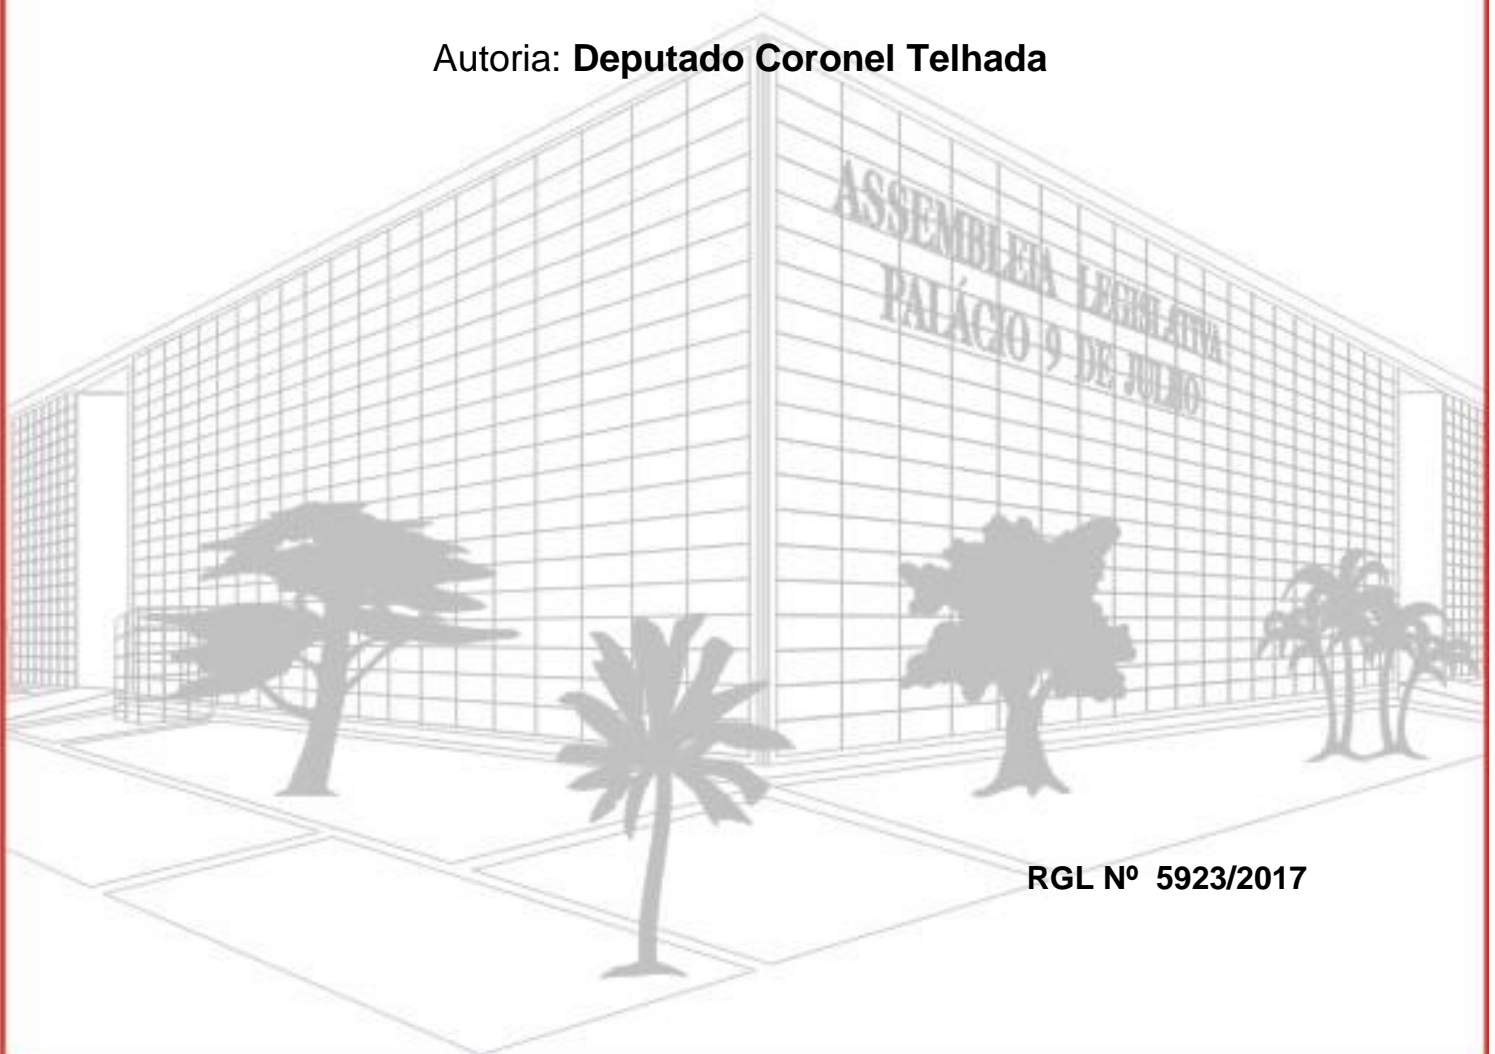 Autoria: Deputado Coronel Telhada
ASSEMBLEIA LEGISLATIVA
PALÁCIO 9 DE JULHO
RGL Nº 5923/2017